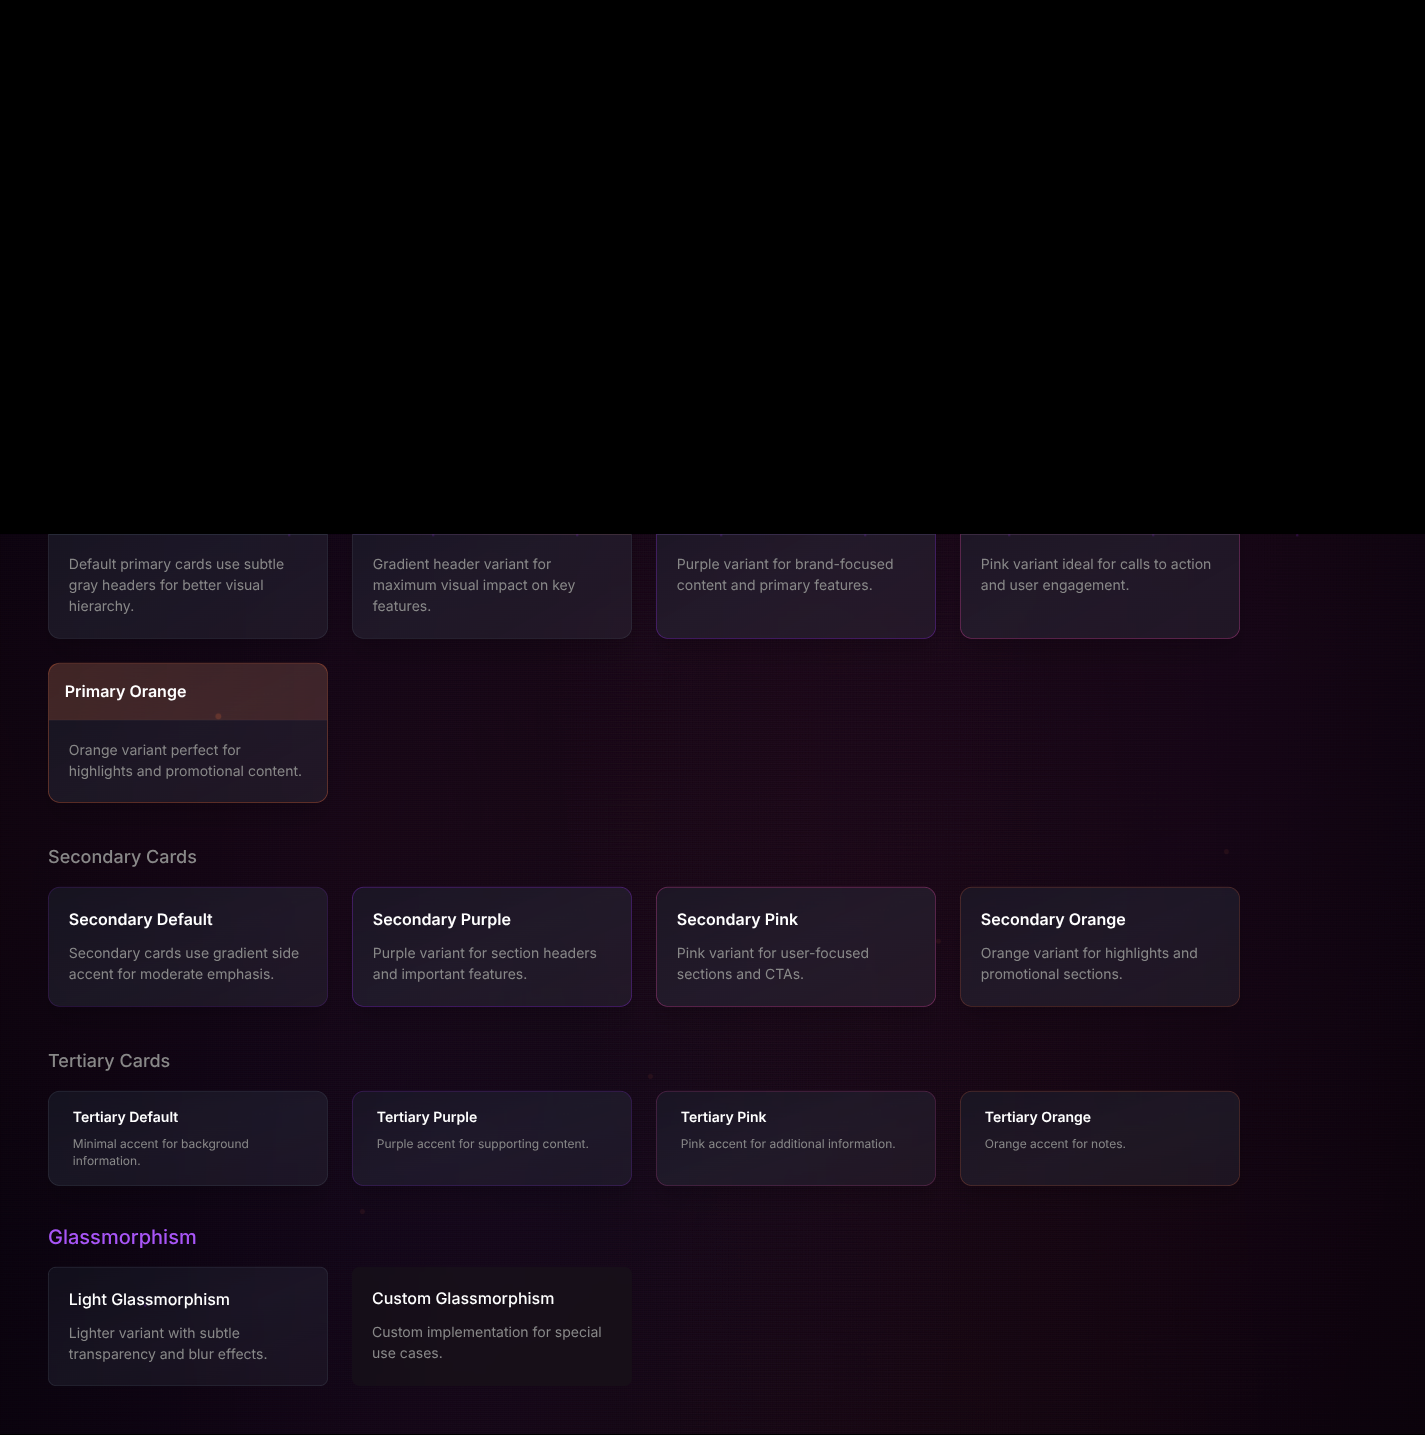 Default primary cards use subtle
gray headers for better visual
hierarchy.
Gradient header variant for
maximum visual impact on key
features.
Purple variant for brand-focused
content and primary features.
Pink variant ideal for calls to action
and user engagement.
Primary Orange
Orange variant perfect for
highlights and promotional content.
Secondary Cards
Secondary Default
Secondary cards use gradient side
accent for moderate emphasis.
Secondary Purple
Purple variant for section headers
and important features.
Secondary Pink
Pink variant for user-focused
sections and CTAs.
Secondary Orange
Orange variant for highlights and
promotional sections.
Tertiary Cards
Tertiary Default
Minimal accent for background
information.
Tertiary Purple
Purple accent for supporting content.
Tertiary Pink
Pink accent for additional information.
Tertiary Orange
Orange accent for notes.
Glassmorphism
Light Glassmorphism
Lighter variant with subtle
transparency and blur effects.
Custom Glassmorphism
Custom implementation for special
use cases.